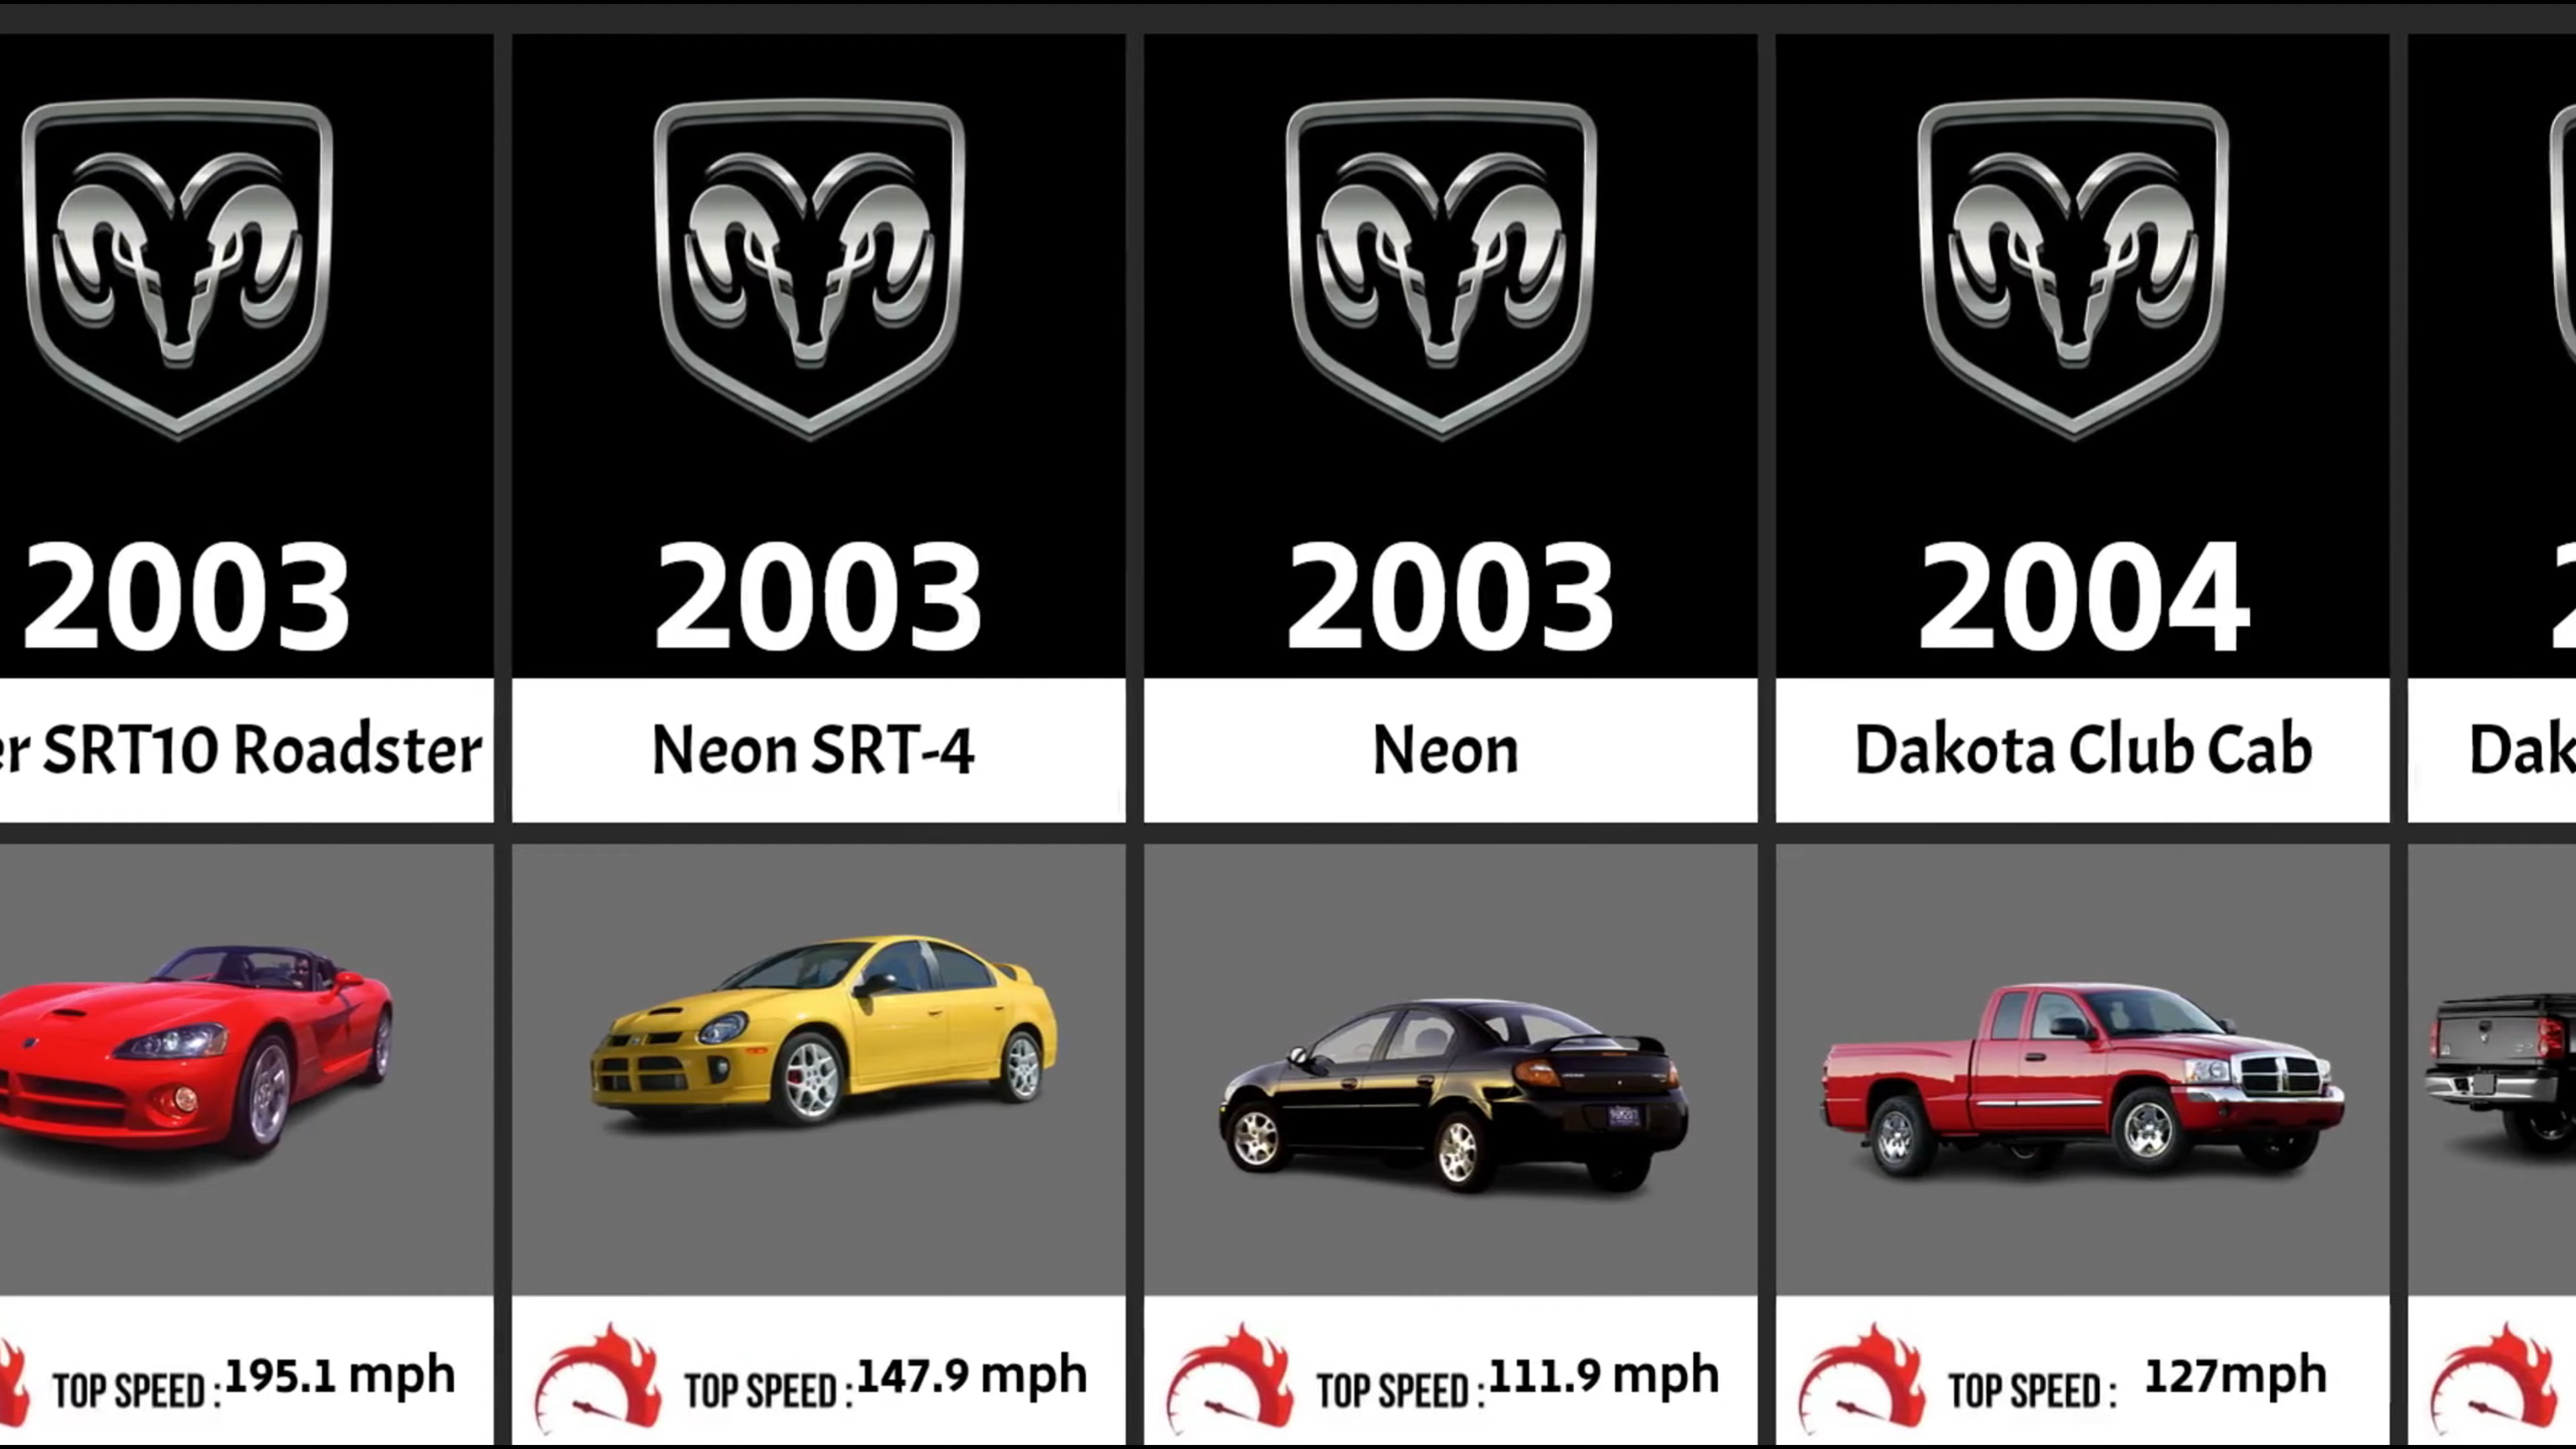 2003
2003
2003
2004
er SRT10 Roadster
Neon SRT-4
Neon
Dakota Club Cab
Dak
TOP SPEED : 195.1 mph
TOP SPEED : 147.9 mph
TOP SPEED : 111.9 mph
TOP SPEED : 127mph